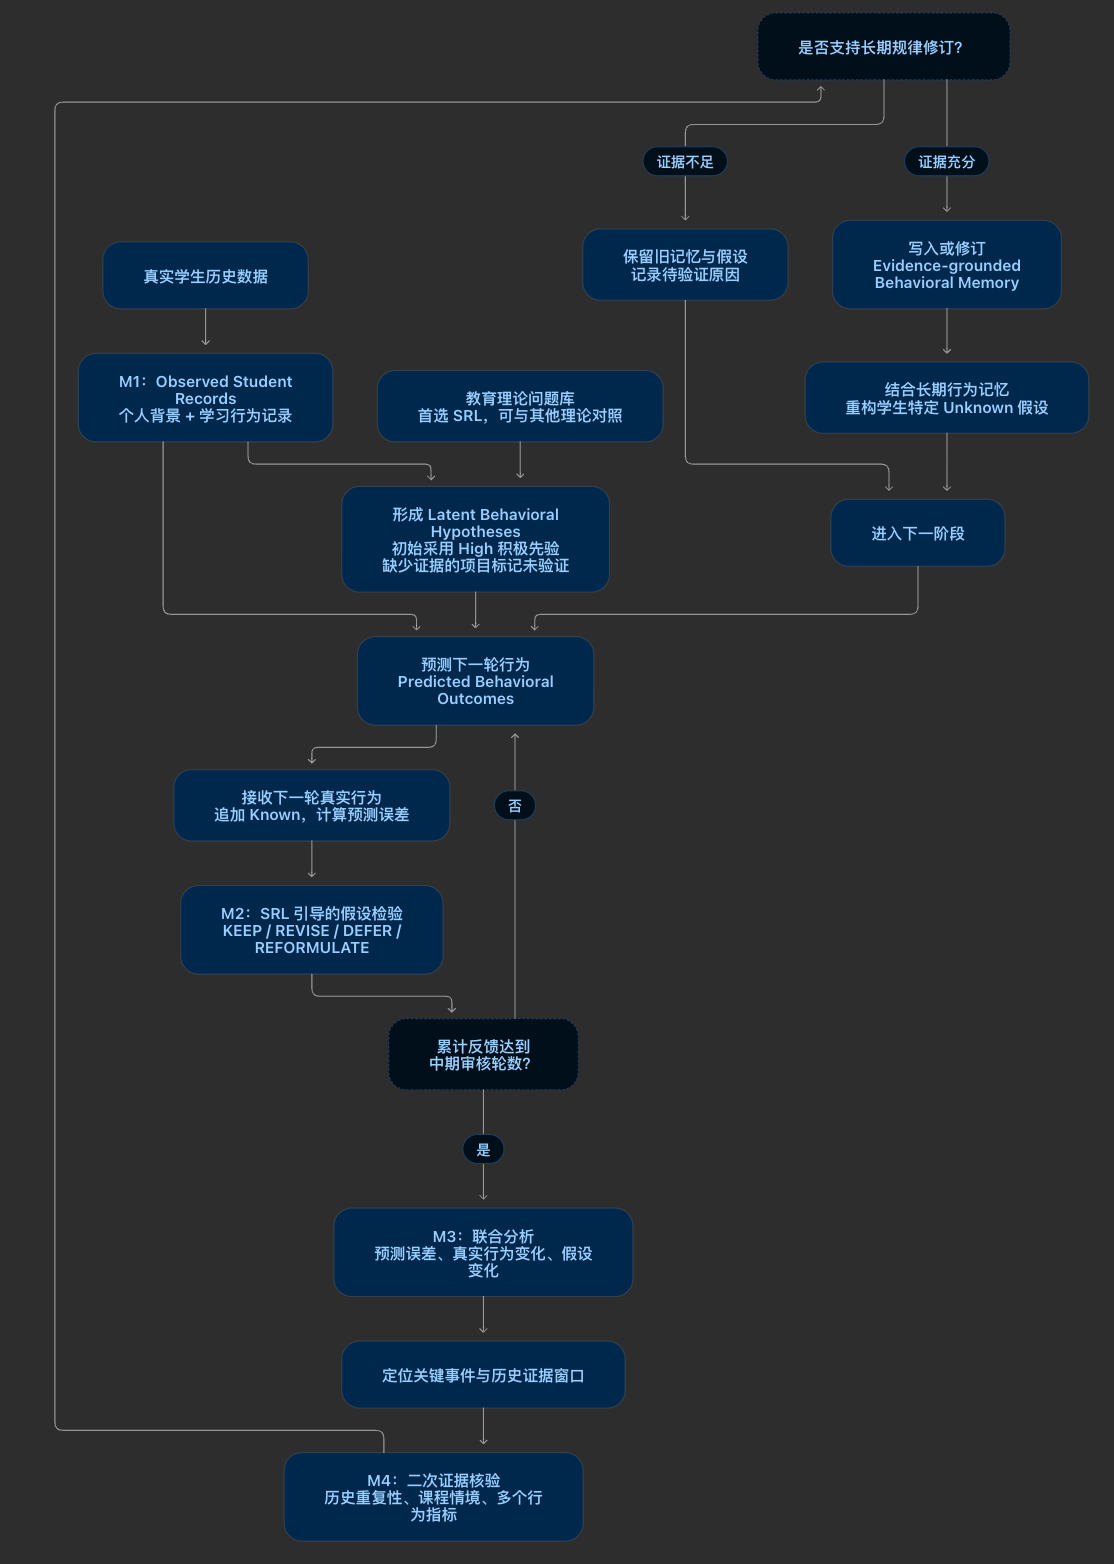 是否支持长期规律修订?
证据不足
证据充分
保留旧记忆与假设
记录待验证原因
写入或修订
Evidence-grounded
Behavioral Memory
真实学生历史数据
M1：Observed Student
Records
个人背景 + 学习行为记录
教育理论问题库
首选 SRL，可与其他理论对照
结合长期行为记忆
重构学生特定 Unknown 假设
形成 Latent Behavioral
Hypotheses
初始采用 High 积极先验
缺少证据的项目标记未验证
进入下一阶段
预测下一轮行为
Predicted Behavioral
Outcomes
接收下一轮真实行为
追加 Known，计算预测误差
否
M2：SRL 引导的假设检验
KEEP / REVISE / DEFER /
REFORMULATE
累计反馈达到
中期审核轮数?
是
M3：联合分析
预测误差、真实行为变化、假设
变化
定位关键事件与历史证据窗口
M4：二次证据核验
历史重复性、课程情境、多个行
为指标